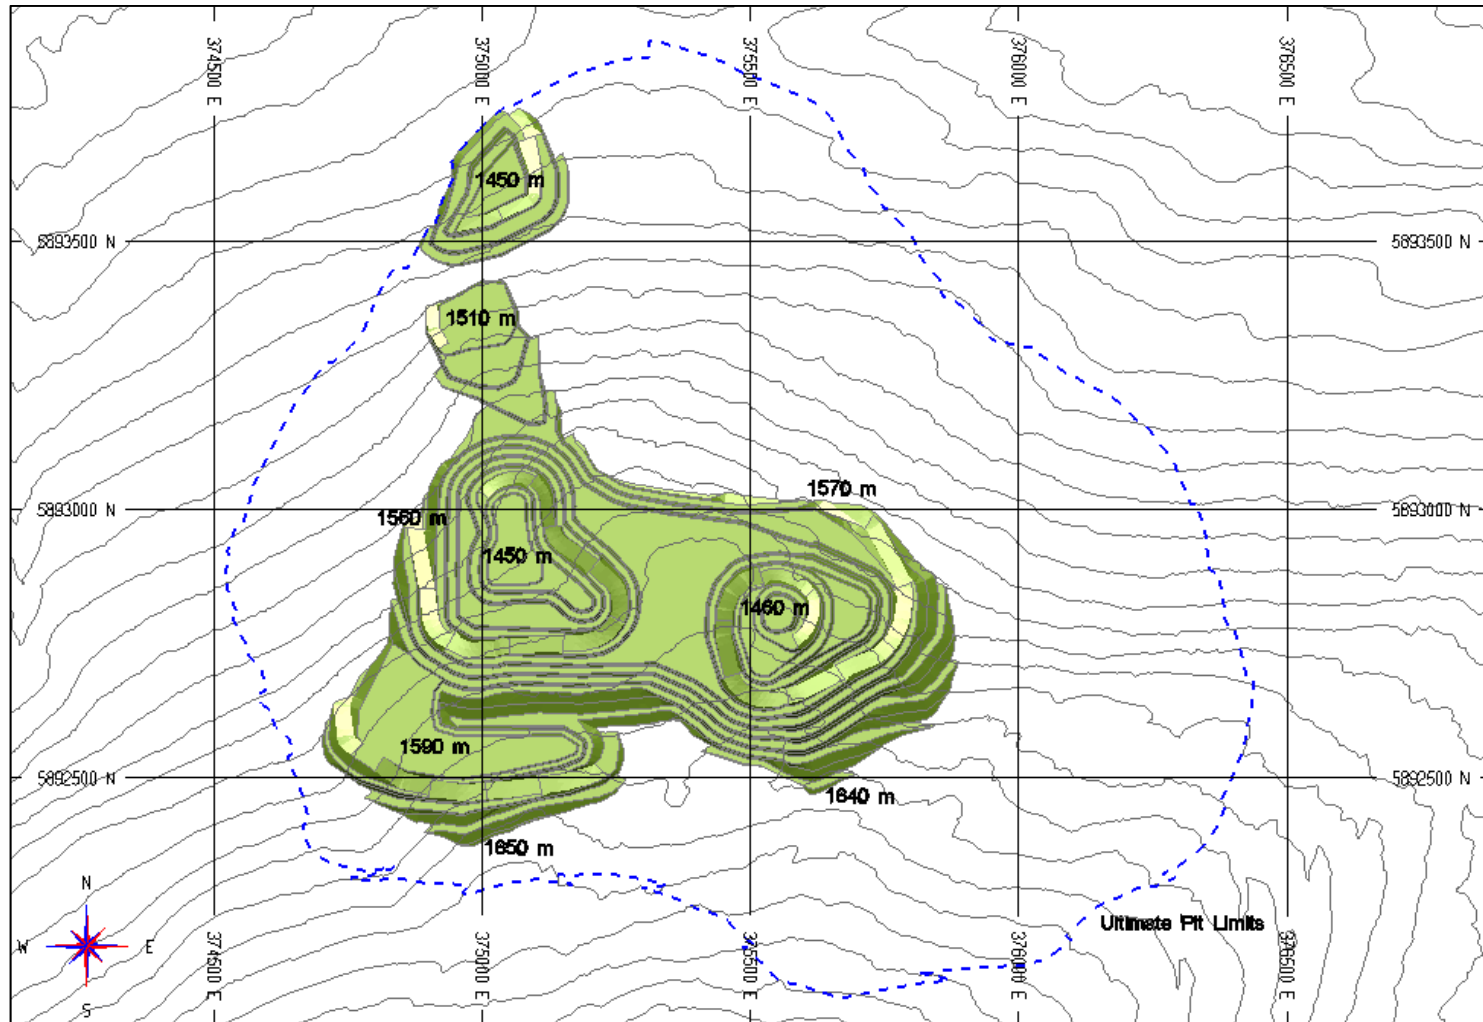 374500 E
375000 E
375500 E
376000 E
376500 E
1450 m
5893500 N
5893500 N
1510 m
1570 m
5893000 N
1560 m
5893000 N
1450 m
1460 m
1590 m
5892500 N
5892500 N
1640 m
1650 m
N
W
E
S
Ultimate Pit Limits
374500 E
375000 E
375500 E
376000 E
376500 E